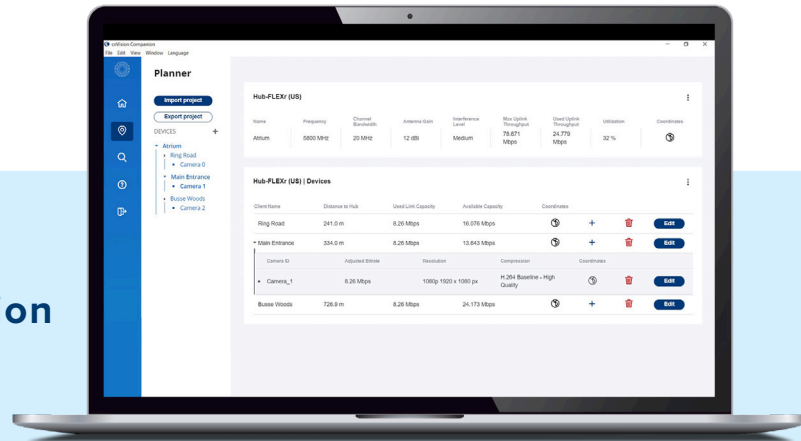 cnVision Companion
File Edit View Window Language
Planner
Import project
Export project
DEVICES +
Atrium
Ring Road
Camera 0
Main Entrance
Camera 1
Busse Woods
Camera 2
Hub-FLEXr (US)
Name Frequency Channel Bandwidth Antenna Gain Interference Level Max Uplink Throughput Used Uplink Throughput Utilization Coordinates
Atrium 5800 MHz 20 MHz 12 dBi Medium 78.671 Mbps 24.779 Mbps 32 %
Hub-FLEXr (US) | Devices
Client Name Distance to Hub Used Link Capacity Available Capacity Coordinates
Ring Road 241.0 m 8.26 Mbps 16.076 Mbps + Edit
Main Entrance 334.0 m 8.26 Mbps 13.643 Mbps + Edit
Camera ID Adjusted Bitrate Resolution Compression Coordinates
Camera_1 8.26 Mbps 1080p 1920 x 1080 px H.264 Baseline - High Quality Edit
Busse Woods 726.9 m 8.26 Mbps 24.173 Mbps + Edit
on